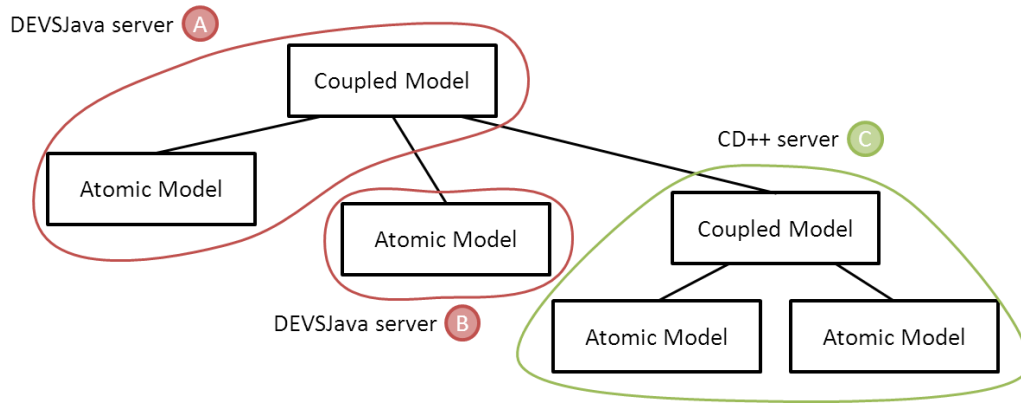 DEVSJava server A
Coupled Model
CD++ server C
Atomic Model
Atomic Model
Coupled Model
DEVSJava server B
Atomic Model
Atomic Model